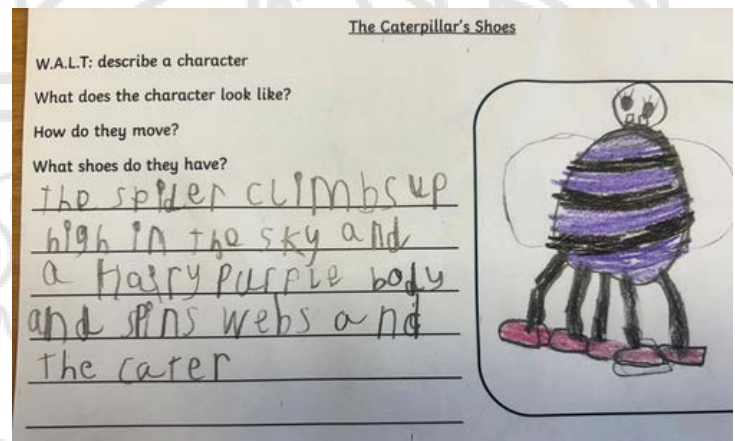 The Caterpillar's Shoes
W.A.L.T: describe a character
What does the character look like?
How do they move?
What shoes do they have?
the spider climbs up
high in the sky and
a Hairy purple body
and spins webs and
the cater